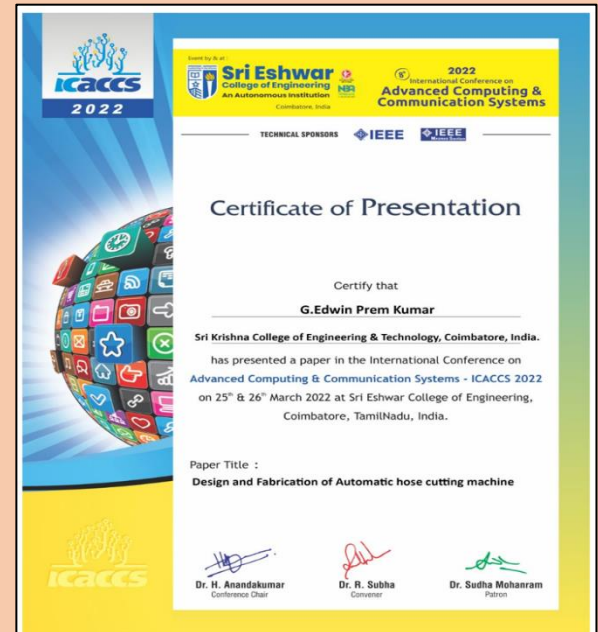 icaccs
2022
Event by & at :
Sri Eshwar
College of Engineering
An Autonomous Institution
Coimbatore, India
2022
International Conference on
Advanced Computing &
Communication Systems
TECHNICAL SPONSORS IEEE IEEE
Certificate of Presentation
Certify that
G.Edwin Prem Kumar
Sri Krishna College of Engineering & Technology, Coimbatore, India.
has presented a paper in the International Conference on
Advanced Computing & Communication Systems - ICACCS 2022
on 25th & 26th March 2022 at Sri Eshwar College of Engineering,
Coimbatore, TamilNadu, India.
Paper Title :
Design and Fabrication of Automatic hose cutting machine
Dr. H. Anandakumar
Conference Chair
Dr. R. Subha
Convener
Dr. Sudha Mohanram
Patron
icaccs